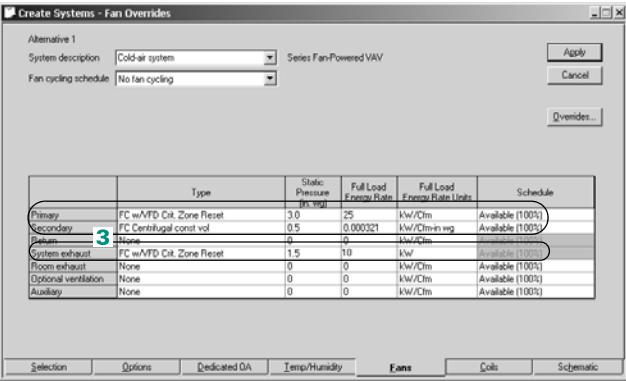 Create Systems - Fan Overrides
Alternative 1
System description Cold-air system Series Fan-Powered VAV
Fan cycling schedule No fan cycling
Apply
Cancel
Overrides...
Type Static Pressure (in. wg) Full Load Energy Rate Full Load Energy Rate Units Schedule
Primary FC w/VFD Crit. Zone Reset 3.0 25 kW/Cfm Available (100%)
Secondary FC Centrifugal const vol 0.5 0.000321 kW/Cfm-in wg Available (100%)
3
Return None 0 0 kW/Cfm Available (100%)
System exhaust FC w/VFD Crit. Zone Reset 1.5 10 kW Available (100%)
Room exhaust None 0 0 kW/Cfm Available (100%)
Optional ventilation None 0 0 kW/Cfm Available (100%)
Auxiliary None 0 0 kW/Cfm Available (100%)
Selection Options Dedicated OA Temp/Humidity Fans Coils Schematic